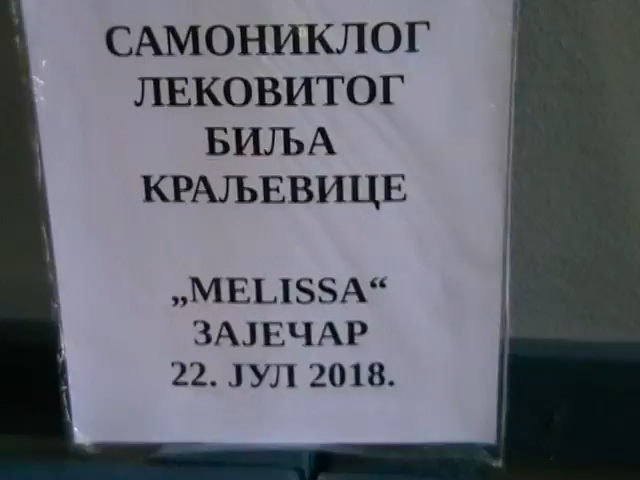 САМОНИКЛОГ
ЛЕКОВИТОГ
БИЉА
КРАЉЕВИЦЕ
„MELISSA“
ЗАЈЕЧАР
22. ЈУЛ 2018.